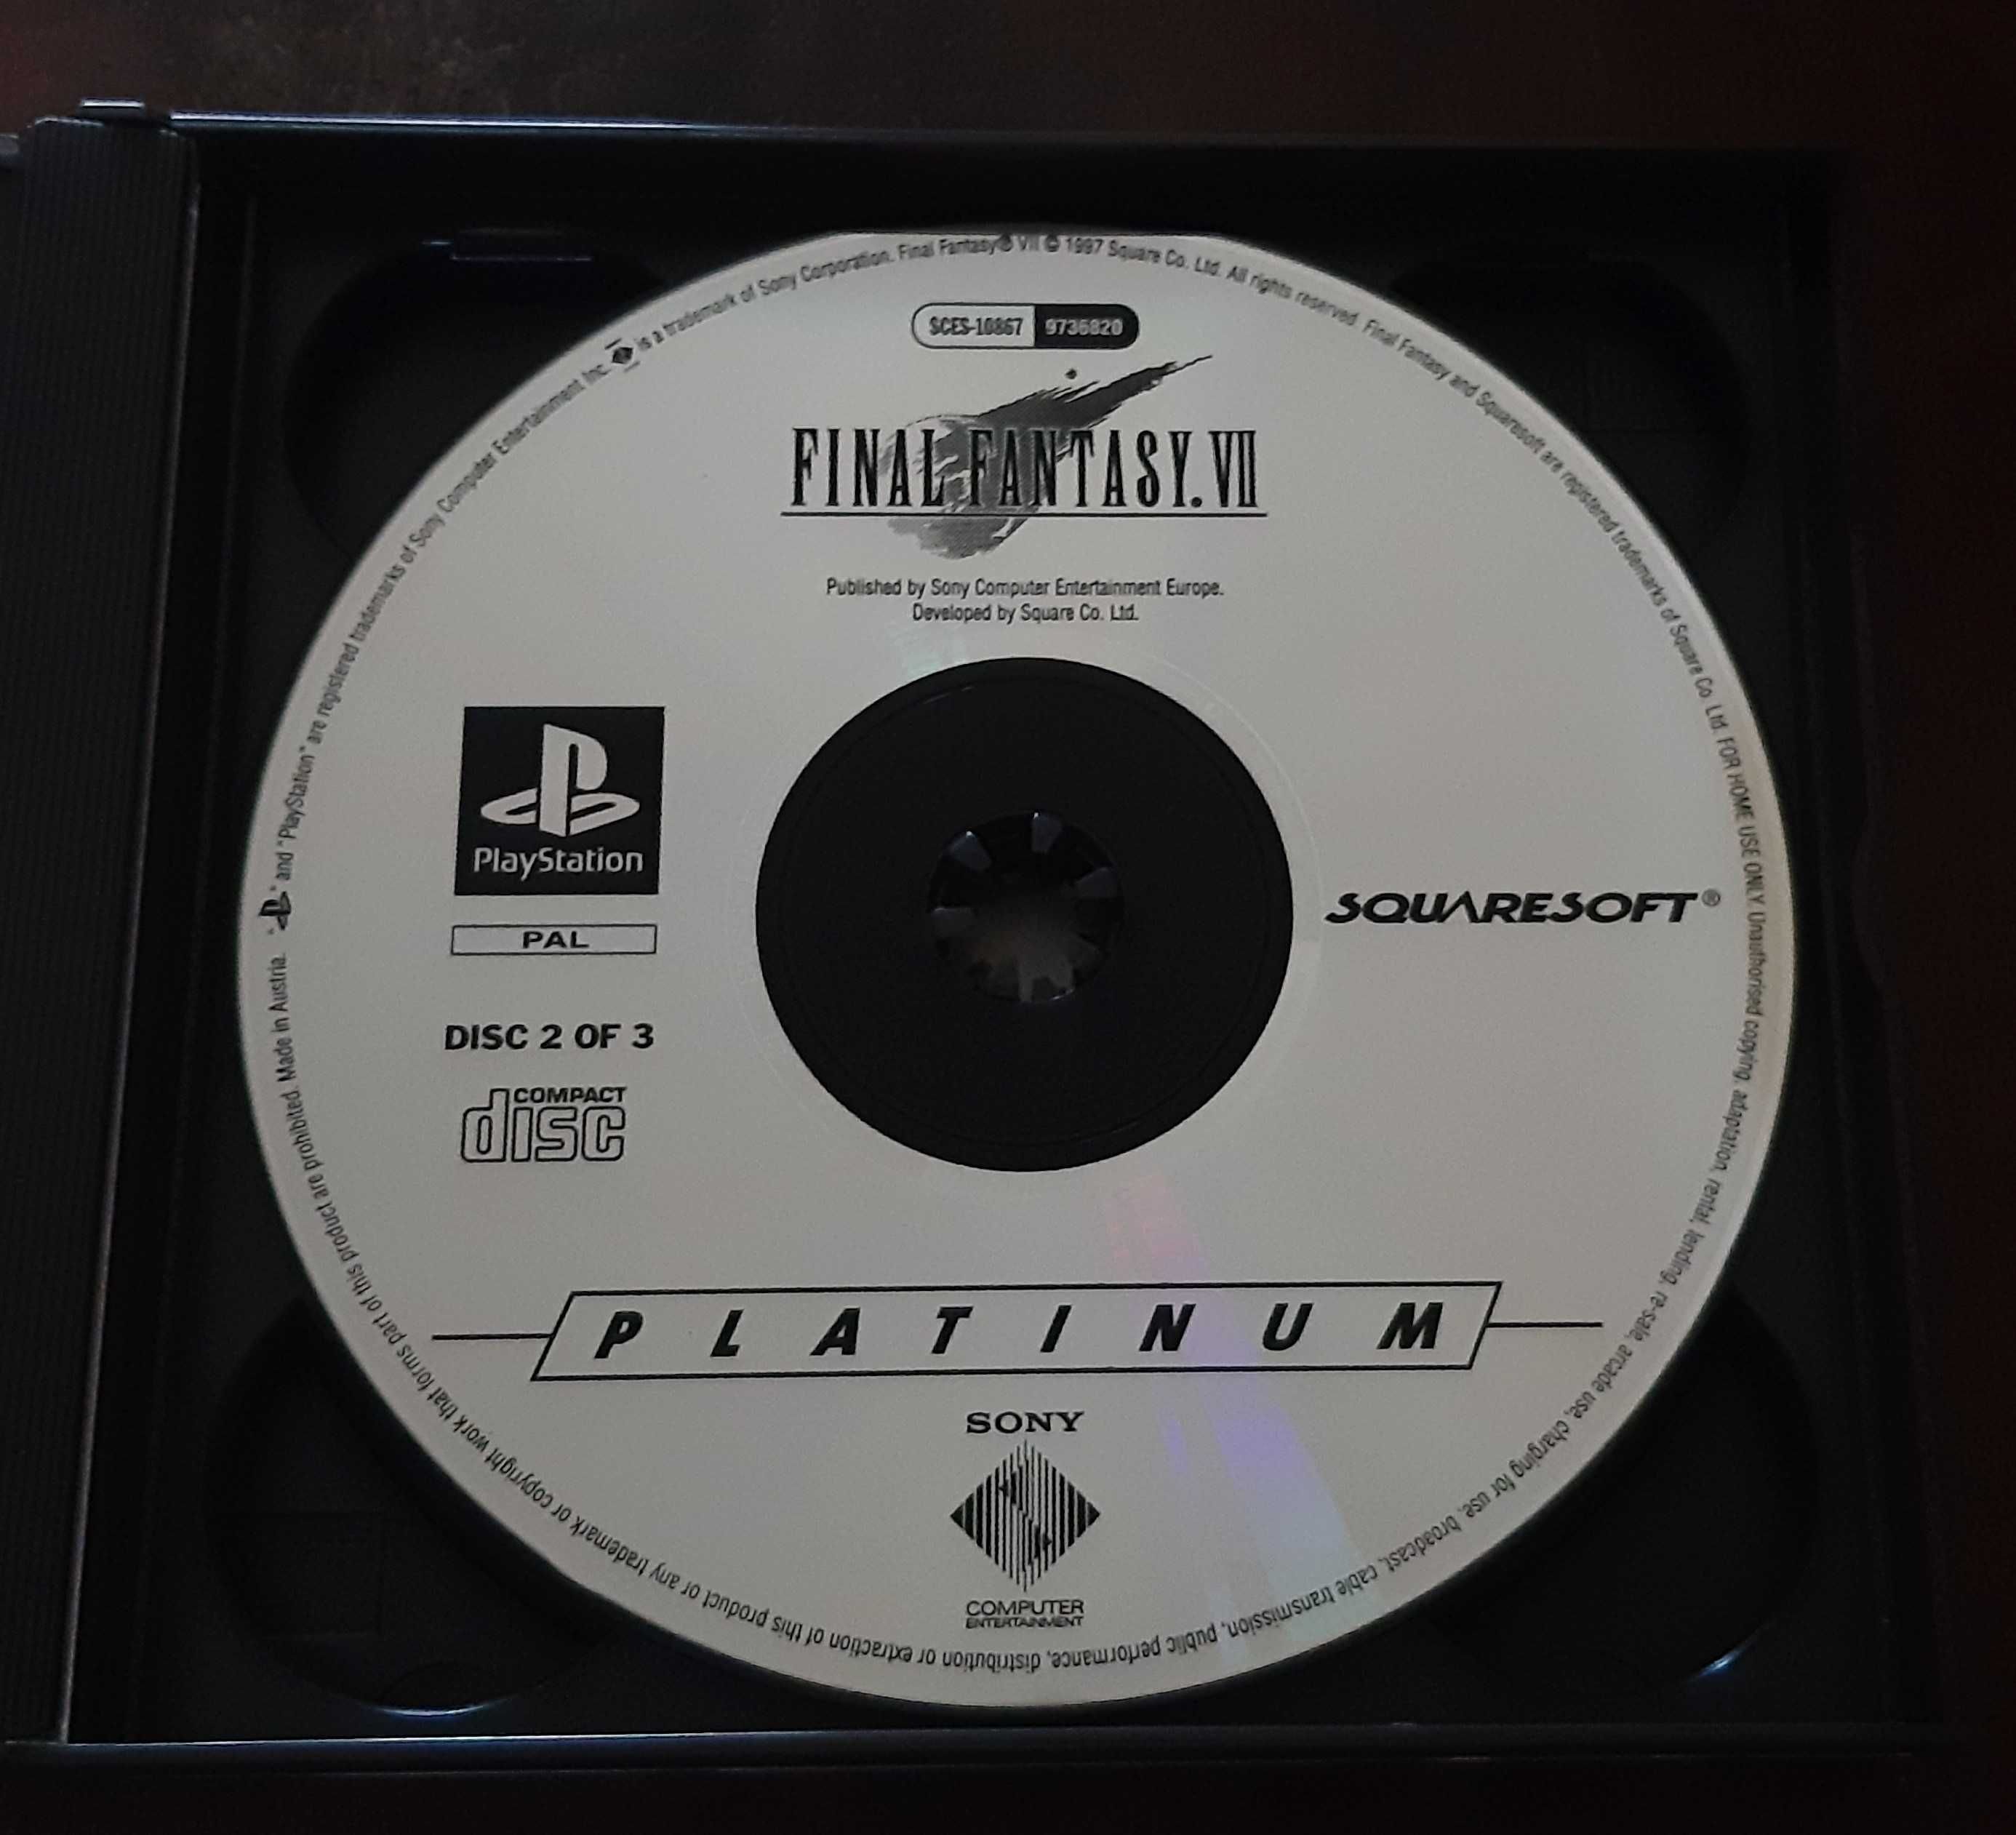 SCES-10867 9736820
FINAL FANTASY. VII
Published by Sony Computer Entertainment Europe.
Developed by Square Co. Ltd.
PlayStation
PAL
SQUARESOFT®
DISC 2 OF 3
COMPACT
disc
PLATINUM
SONY
COMPUTER
ENTERTAINMENT
" " and "PlayStation" are registered trademarks of Sony Computer Entertainment Inc. is a trademark of Sony Corporation. Final Fantasy® VII © 1997 Square Co. Ltd. All rights reserved. Final Fantasy and Squaresoft are registered trademarks of Square Co. Ltd. FOR HOME USE ONLY. Unauthorised copying, adaptation, rental, lending, re-sale, arcade use, charging for use, broadcast, cable transmission, public performance, distribution or extraction of this product or any trademark or copyright work that forms part of this product are prohibited. Made in Austria.